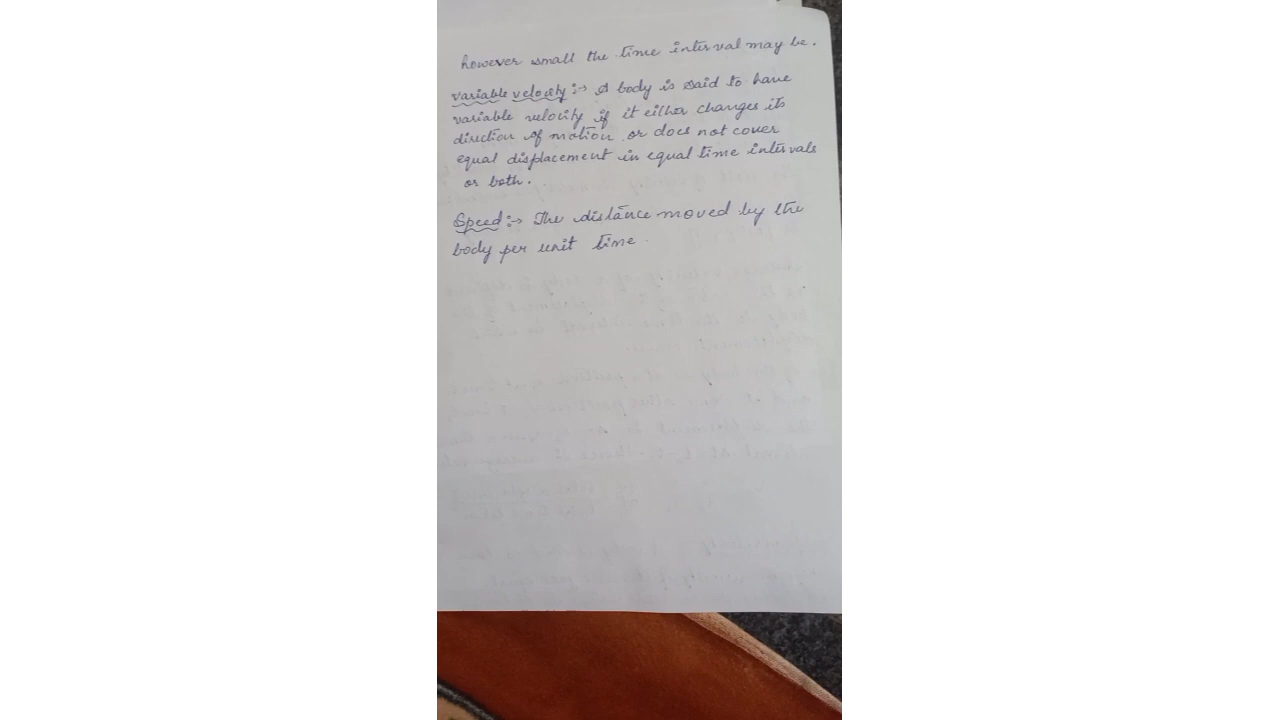 however small the time interval may be.
variable velocity :→ A body is said to have
variable velocity if it either changes its
direction of motion or does not cover
equal displacement in equal time intervals
or both.
Speed :→ The distance moved by the
body per unit time.